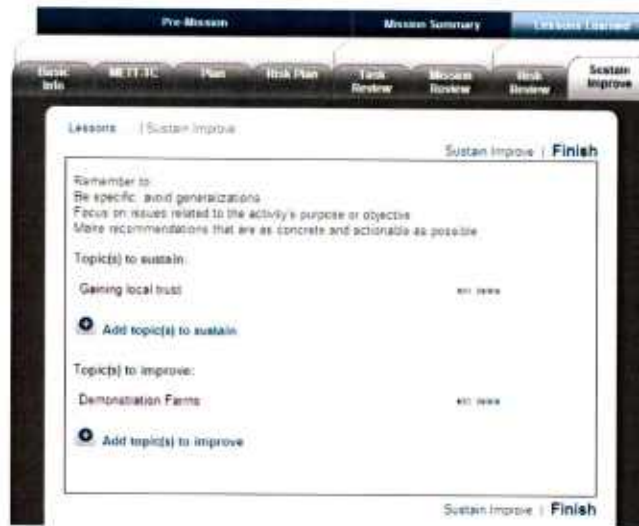 Pre-Mission Mission Summary Lessons Learned
Basic Info METT-TC Plan Risk Plan Task Review Mission Review Risk Review Sustain Improve
Lessons | Sustain Improve
Sustain Improve | Finish
Remember to
Be specific, avoid generalizations
Focus on issues related to the activity's purpose or objective
Make recommendations that are as concrete and actionable as possible
Topic(s) to sustain:
Gaining local trust
Add topic(s) to sustain
Topic(s) to improve:
Demonstration Farms
Add topic(s) to improve
Sustain Improve | Finish